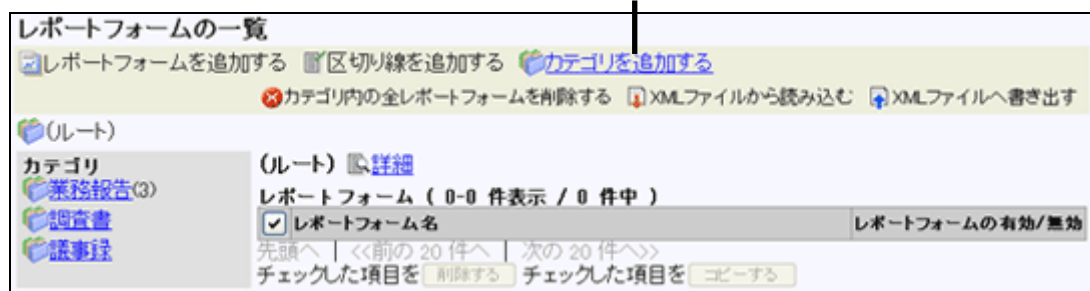 レポートフォームの一覧
レポートフォームを追加する 区切り線を追加する カテゴリを追加する
カテゴリ内の全レポートフォームを削除する XMLファイルから読み込む XMLファイルへ書き出す
(ルート)
カテゴリ
業務報告(3)
調査書
議事録
(ルート) 詳細
レポートフォーム ( 0-0 件表示 / 0 件中 )
レポートフォーム名 レポートフォームの有効/無効
先頭へ | <<前の 20 件へ | 次の 20 件へ>>
チェックした項目を 削除する チェックした項目を コピーする